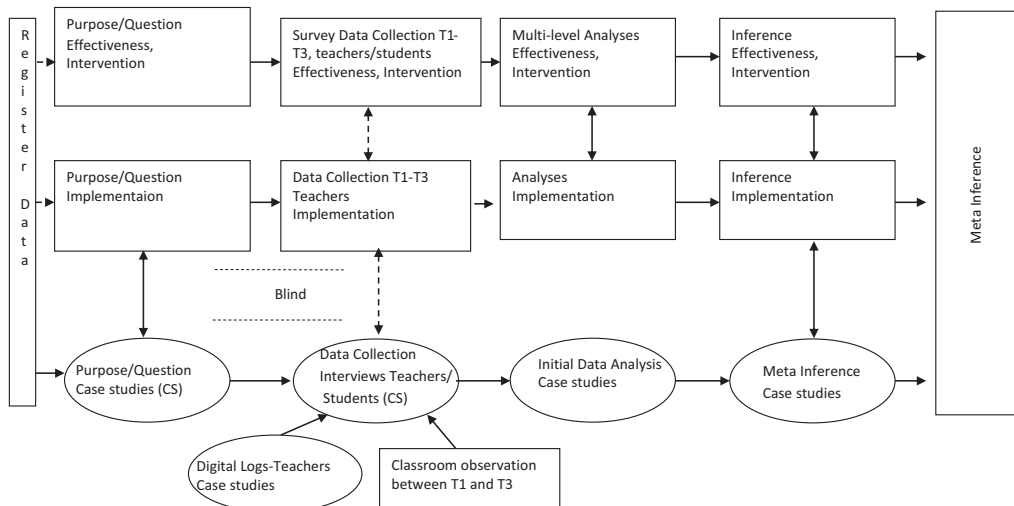 Register Data
Purpose/Question
Effectiveness,
Intervention
Survey Data Collection T1-
T3, teachers/students
Effectiveness, Intervention
Multi-level Analyses
Effectiveness,
Intervention
Inference
Effectiveness,
Intervention
Purpose/Question
Implementaion
Data Collection T1-T3
Teachers
Implementation
Analyses
Implementation
Inference
Implementation
Meta Inference
Blind
Purpose/Question
Case studies (CS)
Data Collection
Interviews Teachers/
Students (CS)
Initial Data Analysis
Case studies
Meta Inference
Case studies
Digital Logs-Teachers
Case studies
Classroom observation
between T1 and T3